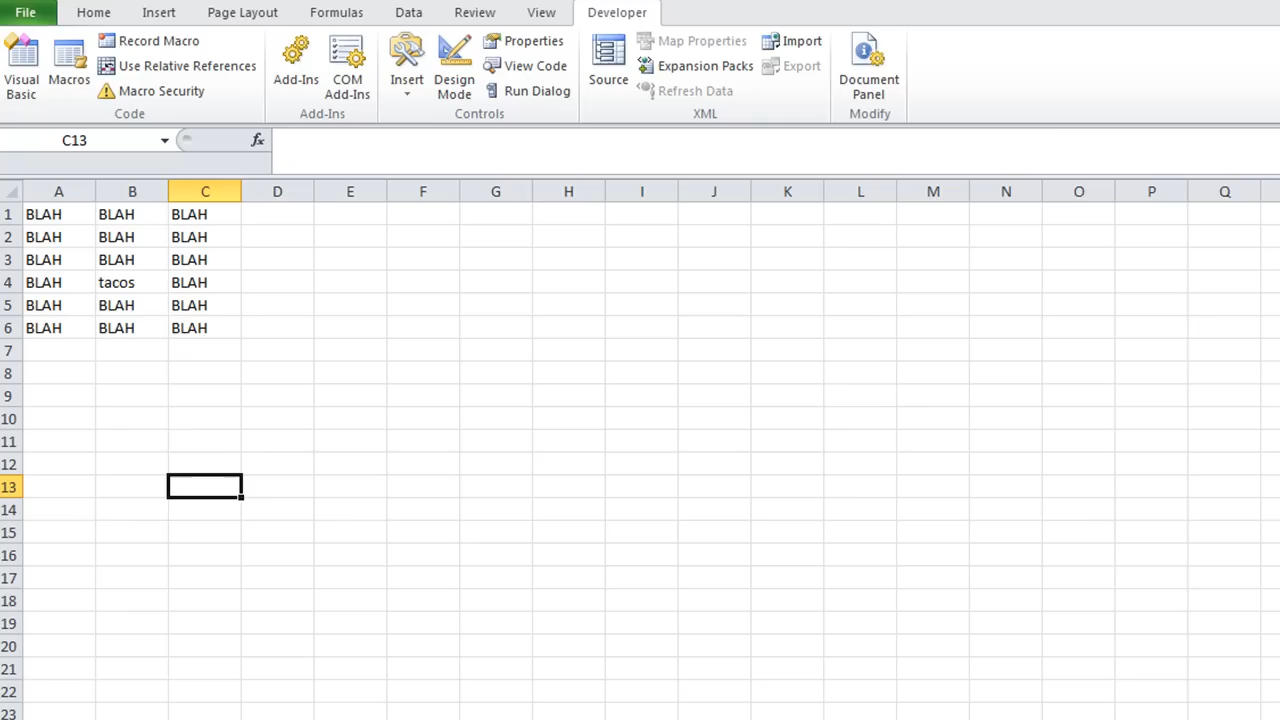 File Home Insert Page Layout Formulas Data Review View Developer
Visual Basic
Macros
Record Macro
Use Relative References
Macro Security
Code
Add-Ins
COM Add-Ins
Add-Ins
Insert
Design Mode
Properties
View Code
Run Dialog
Controls
Source
Map Properties
Expansion Packs
Refresh Data
Import
Export
XML
Document Panel
Modify
C13 fx
A B C D E F G H I J K L M N O P Q
1 BLAH BLAH BLAH
2 BLAH BLAH BLAH
3 BLAH BLAH BLAH
4 BLAH tacos BLAH
5 BLAH BLAH BLAH
6 BLAH BLAH BLAH
7
8
9
10
11
12
13
14
15
16
17
18
19
20
21
22
23